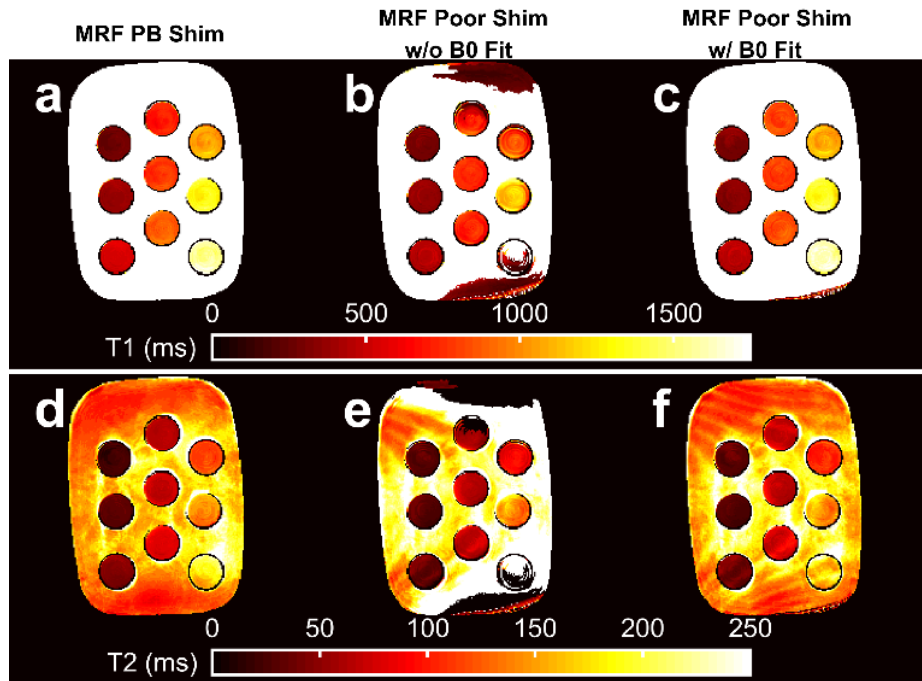 MRF PB Shim
MRF Poor Shim
w/o B0 Fit
MRF Poor Shim
w/ B0 Fit
a
b
c
0
500
1000
1500
T1 (ms)
d
e
f
0
50
100
150
200
250
T2 (ms)